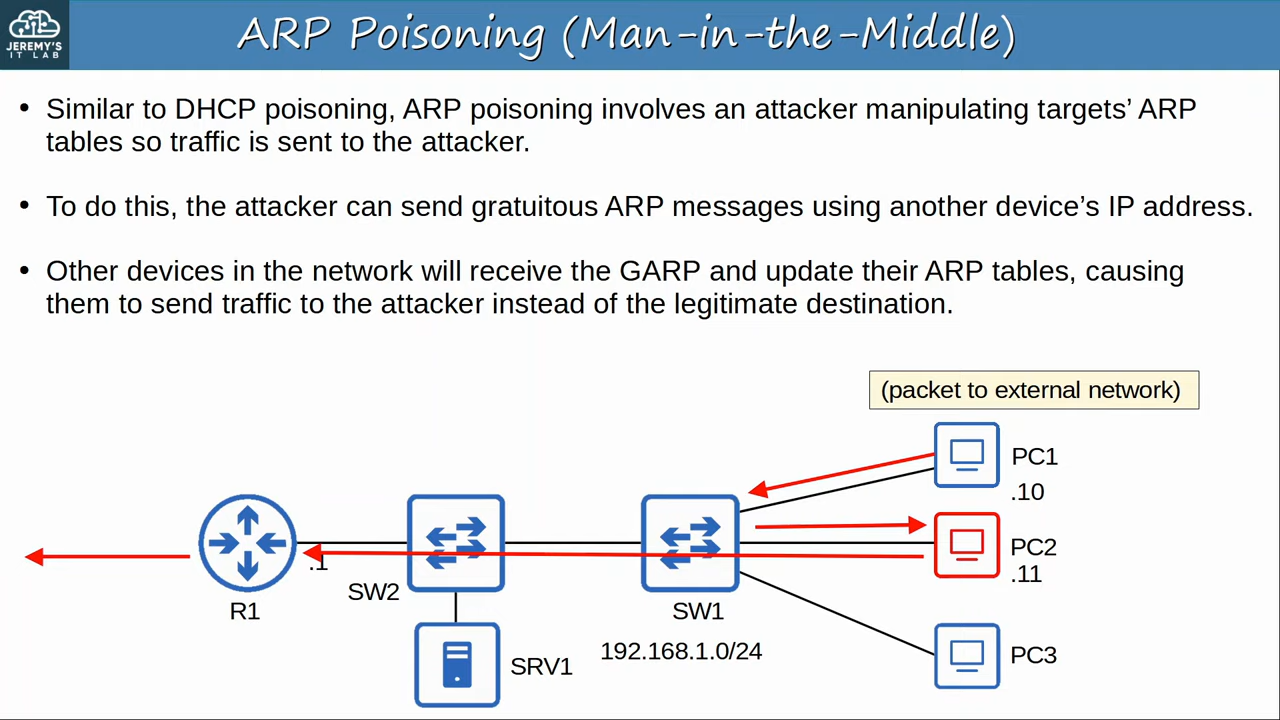 JEREMY'S
IT LAB
ARP Poisoning (Man-in-the-Middle)
• Similar to DHCP poisoning, ARP poisoning involves an attacker manipulating targets’ ARP
tables so traffic is sent to the attacker.
• To do this, the attacker can send gratuitous ARP messages using another device’s IP address.
• Other devices in the network will receive the GARP and update their ARP tables, causing
them to send traffic to the attacker instead of the legitimate destination.
(packet to external network)
PC1
.10
PC2
.11
.1
SW2
R1
SW1
192.168.1.0/24
SRV1
PC3